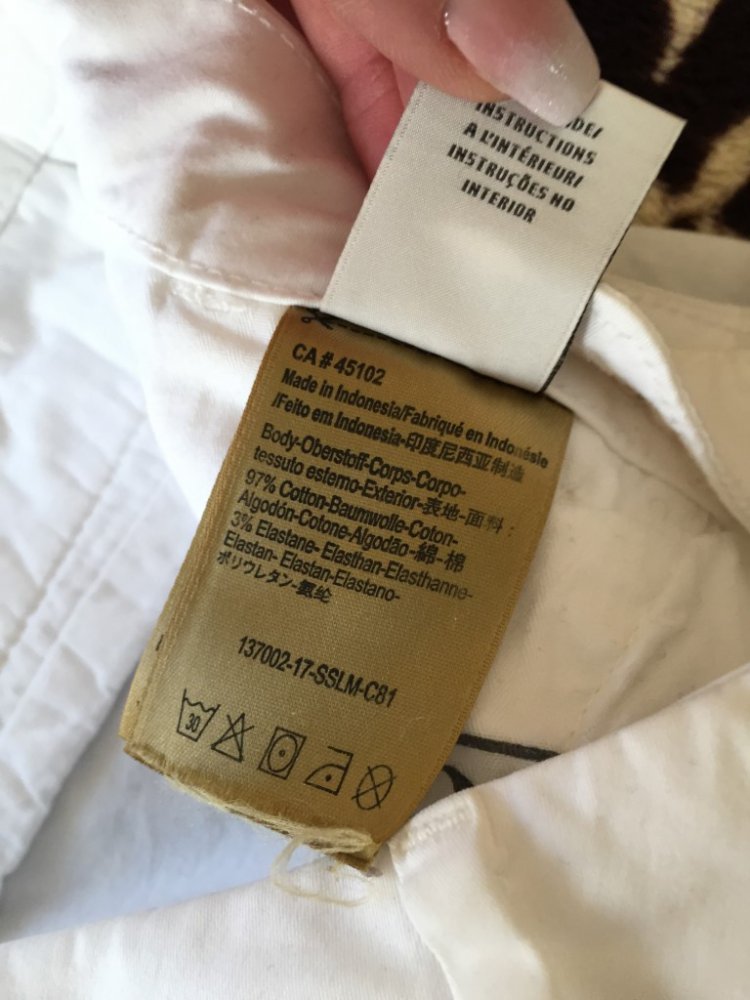 INSTRUCTIONS
A L'INTÉRIEUR/
INSTRUÇÕES NO
INTERIOR
CA # 45102
Made in Indonesia/Fabriqué en Indonésie
/Feito em Indonesia-印度尼西亚制造
Body-Oberstoff-Corps-Corpo-
tessuto esterno-Exterior-表地-面料:
97% Cotton-Baumwolle-Coton-
Algodón-Cotone-Algodão-綿-棉
3% Elastane- Elasthan-Elasthanne-
Elastan- Elastan-Elastano-
ポリウレタン-氨纶
137002-17-SSLM-C81
30